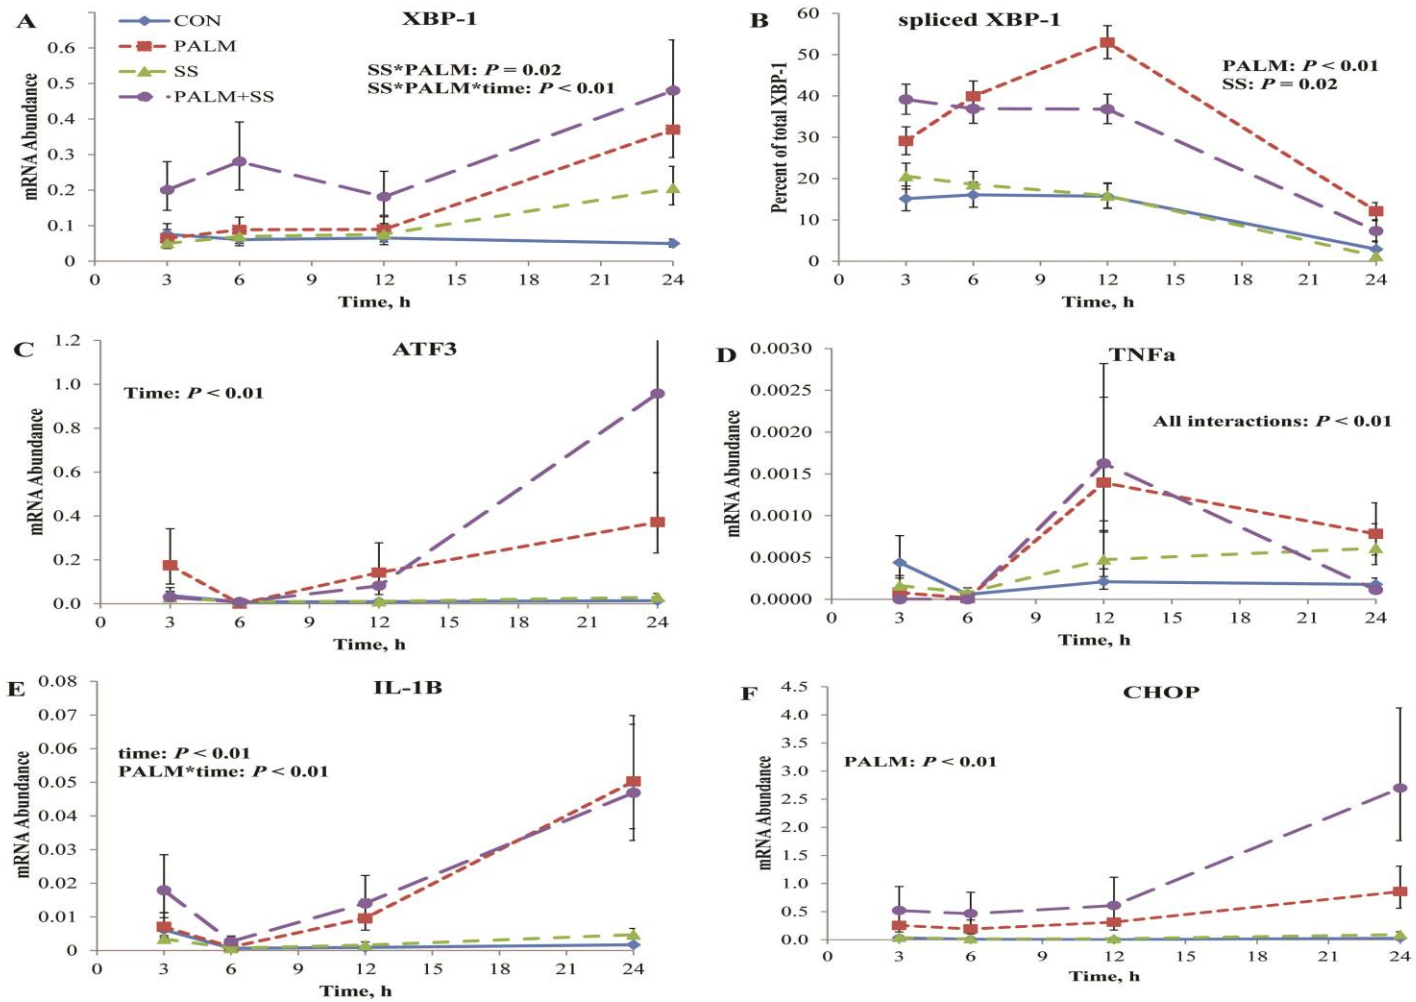 A
XBP-1
CON
PALM
SS
PALM+SS
SS*PALM: P = 0.02
SS*PALM*time: P < 0.01
mRNA Abundance
0.6
0.5
0.4
0.3
0.2
0.1
0
0 3 6 9 12 15 18 21 24
Time, h
B
spliced XBP-1
PALM: P < 0.01
SS: P = 0.02
Percent of total XBP-1
60
50
40
30
20
10
0
0 3 6 9 12 15 18 21 24
Time, h
C
ATF3
Time: P < 0.01
mRNA Abundance
1.2
1.0
0.8
0.6
0.4
0.2
0.0
0 3 6 9 12 15 18 21 24
Time, h
D
TNFa
All interactions: P < 0.01
mRNA Abundance
0.0030
0.0025
0.0020
0.0015
0.0010
0.0005
0.0000
0 3 6 9 12 15 18 21 24
Time, h
E
IL-1B
time: P < 0.01
PALM*time: P < 0.01
mRNA Abundance
0.08
0.07
0.06
0.05
0.04
0.03
0.02
0.01
0
0 3 6 9 12 15 18 21 24
Time, h
F
CHOP
PALM: P < 0.01
mRNA Abundance
4.5
4.0
3.5
3.0
2.5
2.0
1.5
1.0
0.5
0.0
0 3 6 9 12 15 18 21 24
Time, h